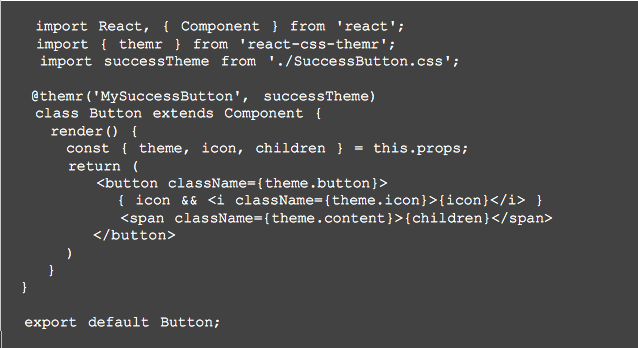 import React, { Component } from 'react';
import { themr } from 'react-css-themr';
import successTheme from './SuccessButton.css';
@themr('MySuccessButton', successTheme)
class Button extends Component {
render() {
const { theme, icon, children } = this.props;
return (
<button className={theme.button}>
{ icon && <i className={theme.icon}>{icon}</i> }
<span className={theme.content}>{children}</span>
</button>
)
}
}
export default Button;